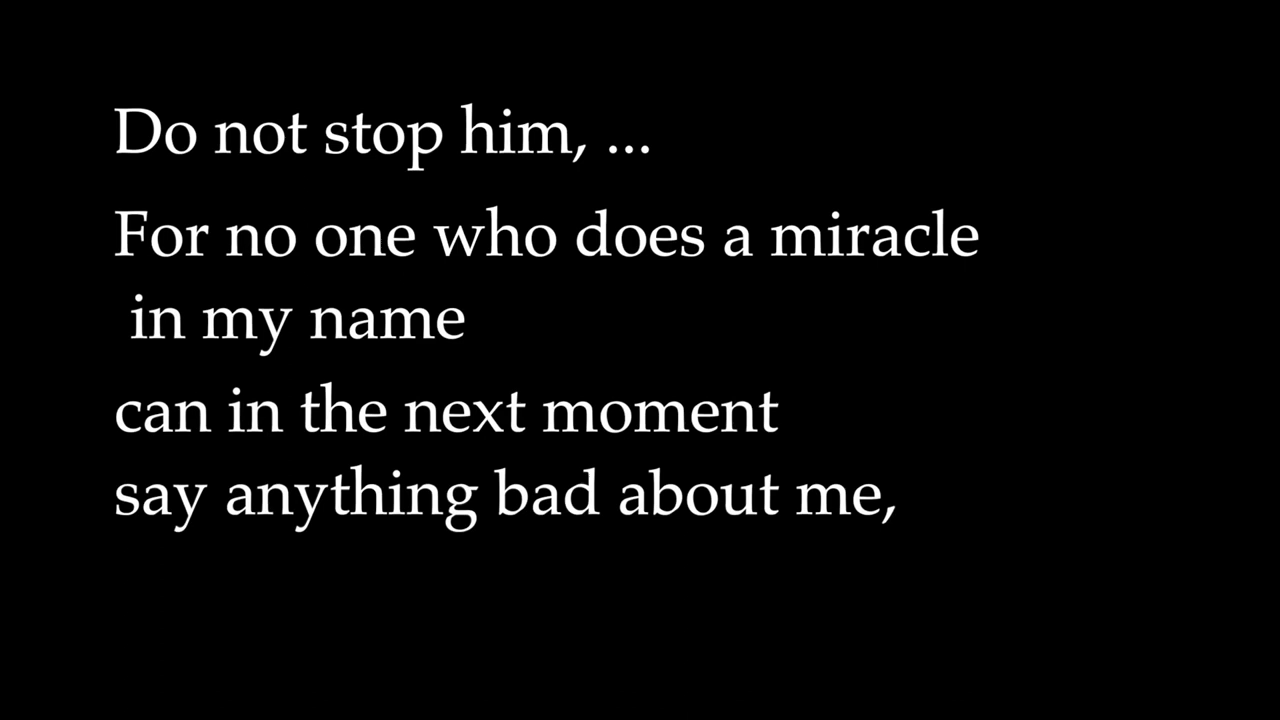 Do not stop him, ...
For no one who does a miracle
in my name
can in the next moment
say anything bad about me,